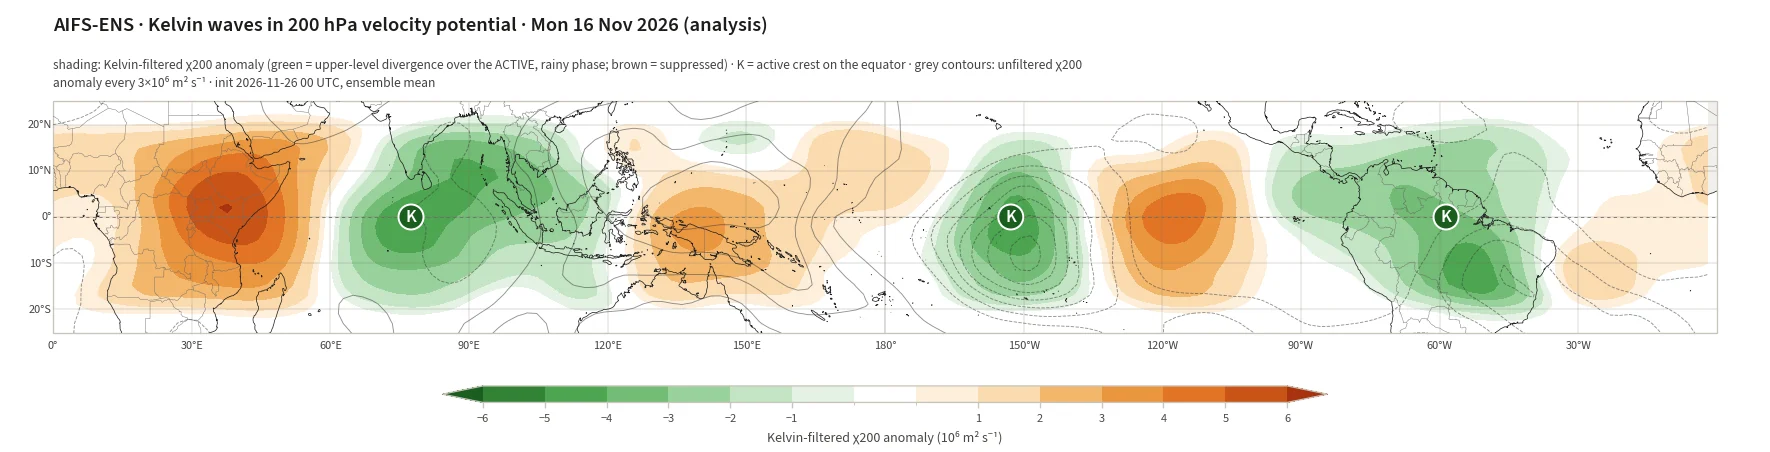 AIFS-ENS · Kelvin waves in 200 hPa velocity potential · Mon 16 Nov 2026 (analysis)
shading: Kelvin-filtered χ200 anomaly (green = upper-level divergence over the ACTIVE, rainy phase; brown = suppressed) · K = active crest on the equator · grey contours: unfiltered χ200
anomaly every 3×10⁶ m² s⁻¹ · init 2026-11-26 00 UTC, ensemble mean
20°N
10°N
0°
10°S
20°S
K K K
0° 30°E 60°E 90°E 120°E 150°E 180° 150°W 120°W 90°W 60°W 30°W
−6 −5 −4 −3 −2 −1 1 2 3 4 5 6
Kelvin-filtered χ200 anomaly (10⁶ m² s⁻¹)